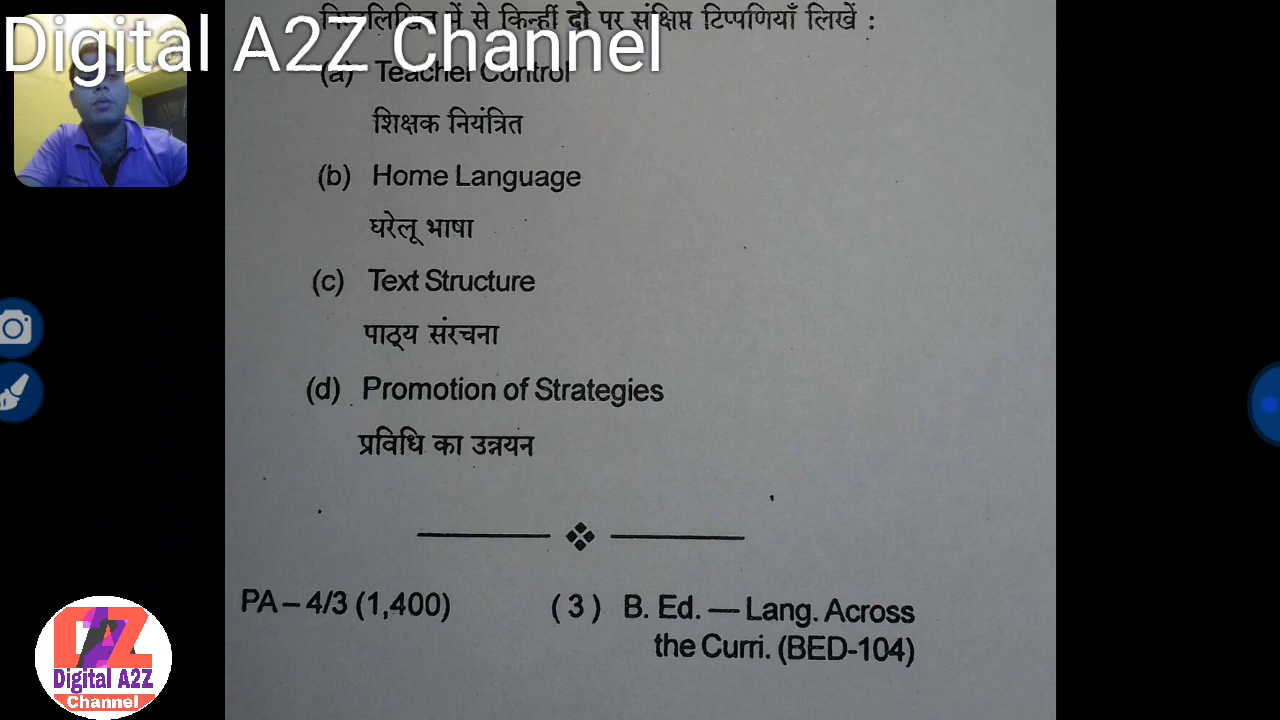 निम्नलिखित में से किन्हीं दो पर संक्षिप्त टिप्पणियाँ लिखें :
Digital A2Z Channel
(a) Teacher Control
शिक्षक नियंत्रित
(b) Home Language
घरेलू भाषा
(c) Text Structure
पाठ्य संरचना
(d) Promotion of Strategies
प्रविधि का उन्नयन
PA – 4/3 (1,400) ( 3 ) B. Ed. — Lang. Across
the Curri. (BED-104)
A2Z
Digital A2Z
Channel